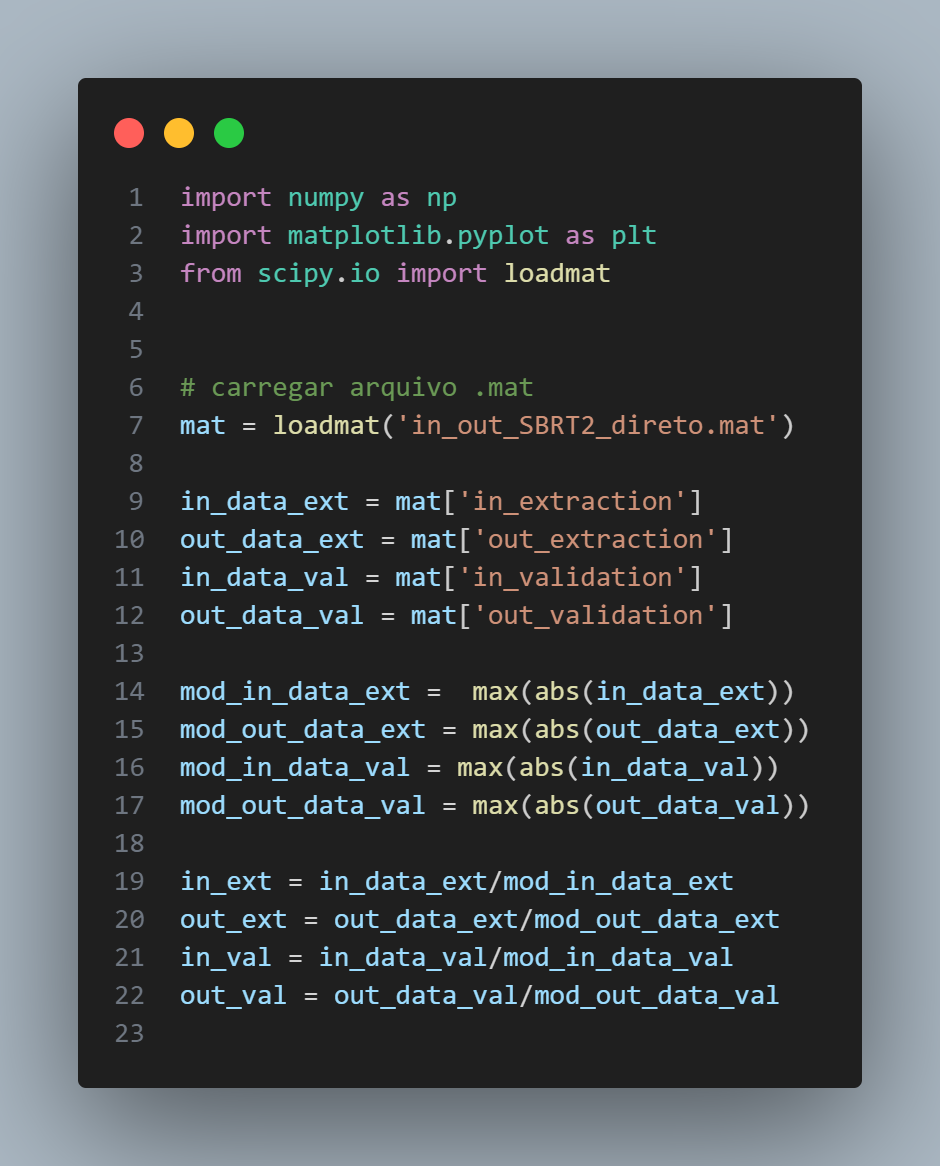 1 import numpy as np
2 import matplotlib.pyplot as plt
3 from scipy.io import loadmat
4
5
6 # carregar arquivo .mat
7 mat = loadmat('in_out_SBRT2_direto.mat')
8
9 in_data_ext = mat['in_extraction']
10 out_data_ext = mat['out_extraction']
11 in_data_val = mat['in_validation']
12 out_data_val = mat['out_validation']
13
14 mod_in_data_ext =  max(abs(in_data_ext))
15 mod_out_data_ext = max(abs(out_data_ext))
16 mod_in_data_val = max(abs(in_data_val))
17 mod_out_data_val = max(abs(out_data_val))
18
19 in_ext = in_data_ext/mod_in_data_ext
20 out_ext = out_data_ext/mod_out_data_ext
21 in_val = in_data_val/mod_in_data_val
22 out_val = out_data_val/mod_out_data_val
23